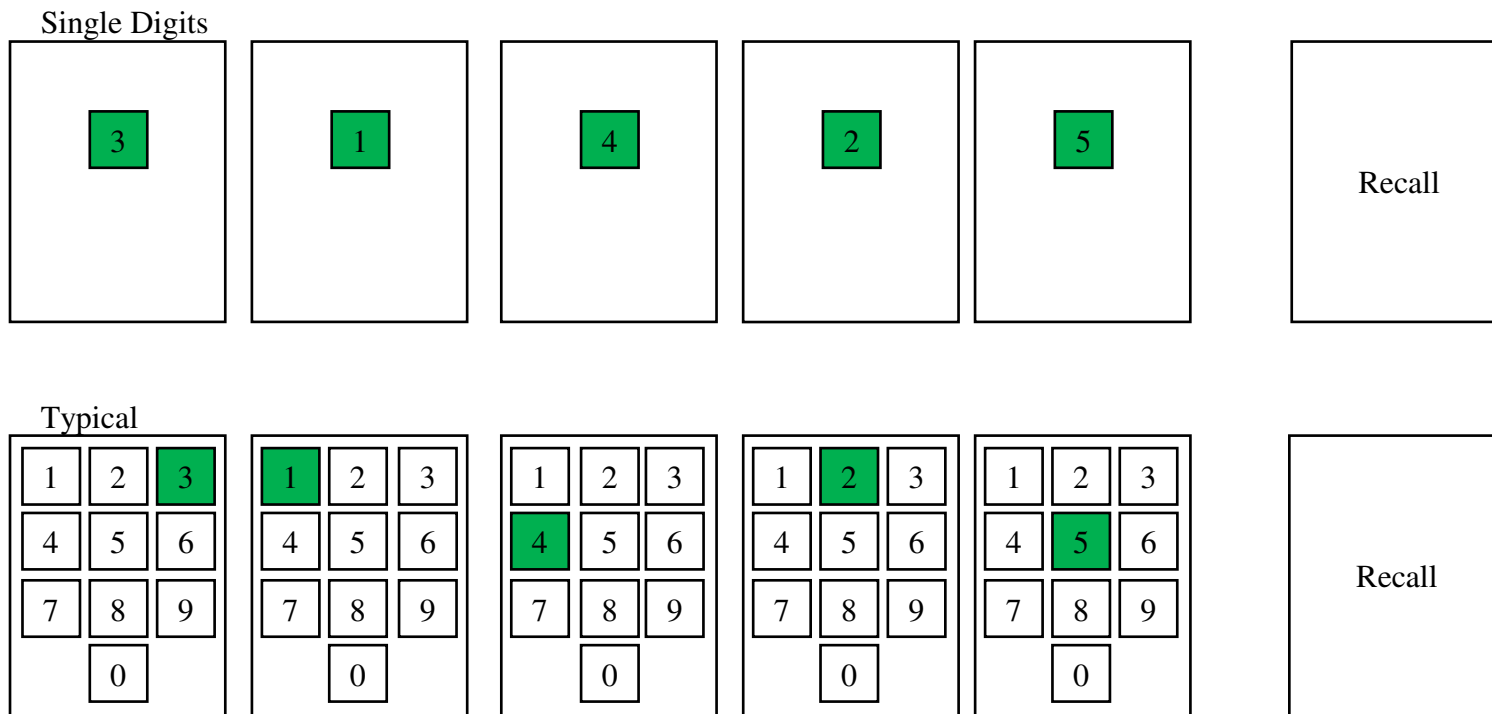 Single Digits
3 1 4 2 5
Recall
Typical
1 2 3 1 2 3 1 2 3 1 2 3 1 2 3
4 5 6 4 5 6 4 5 6 4 5 6 4 5 6
Recall
7 8 9 7 8 9 7 8 9 7 8 9 7 8 9
0 0 0 0 0